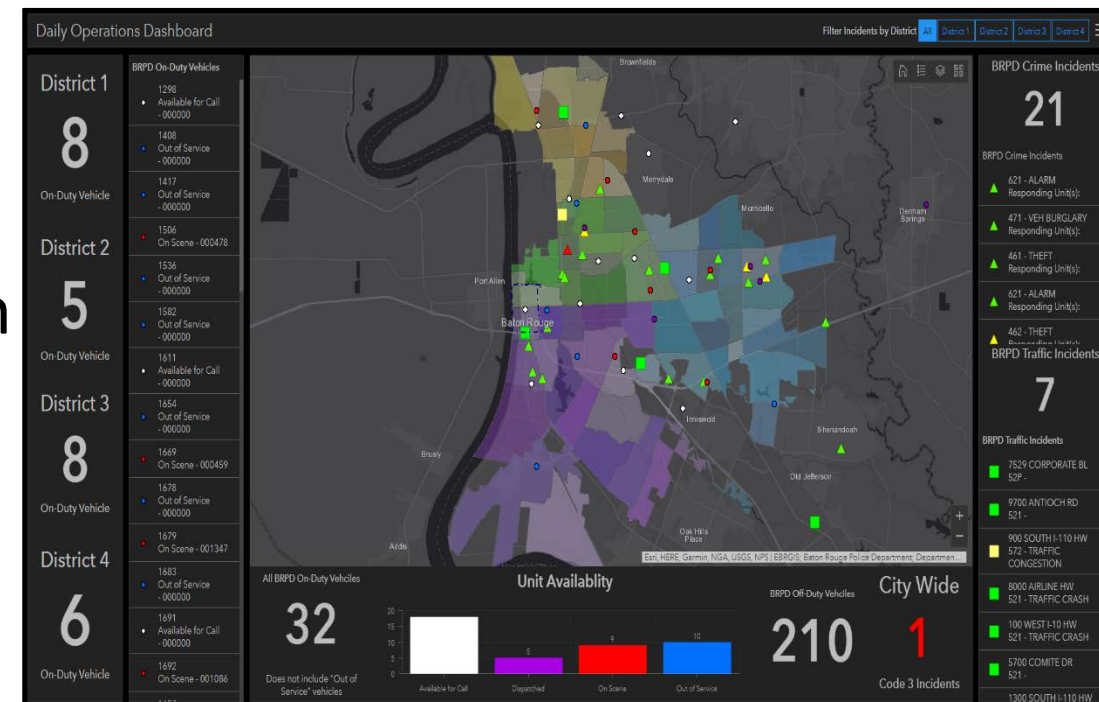 Daily Operations Dashboard
Filter Incidents by District All District 1 District 2 District 3 District 4
n
District 1
8
On-Duty Vehicle
District 2
5
On-Duty Vehicle
District 3
8
On-Duty Vehicle
District 4
6
On-Duty Vehicle
BRPD On-Duty Vehicles
1298
Available for Call
- 000000
1408
Out of Service
- 000000
1417
Out of Service
- 000000
1506
On Scene - 000478
1536
Out of Service
- 000000
1582
Out of Service
- 000000
1611
Available for Call
- 000000
1654
Out of Service
- 000000
1669
On Scene - 000459
1678
Out of Service
- 000000
1679
On Scene - 001347
1683
Out of Service
- 000000
1691
Available for Call
- 000000
1692
On Scene - 001086
Brownfields
Merrydale
Monticello
Denham
Springs
Port Allen
Baton Rouge
Inniswold
Shenandoah
Brusly
Old Jefferson
Oak Hills
Place
Addis
+
−
Esri, HERE, Garmin, NGA, USGS, NPS | EBRGIS; Baton Rouge Police Department; Departmen...
All BRPD On-Duty Vehciles
32
Does not include "Out of
Service" vehicles
Unit Availablity
20
15
10
5
0
5
9
10
Available for Call
Dispatched
On Scene
Out of Service
BRPD Off-Duty Vehciles
210
City Wide
1
Code 3 Incidents
BRPD Crime Incidents
21
BRPD Crime Incidents
621 - ALARM
Responding Unit(s):
471 - VEH BURGLARY
Responding Unit(s):
461 - THEFT
Responding Unit(s):
621 - ALARM
Responding Unit(s):
462 - THEFT
Responding Unit(s):
BRPD Traffic Incidents
7
BRPD Traffic Incidents
7529 CORPORATE BL
52P -
9700 ANTIOCH RD
521 -
900 SOUTH I-110 HW
572 - TRAFFIC
CONGESTION
8000 AIRLINE HW
521 - TRAFFIC CRASH
100 WEST I-10 HW
521 - TRAFFIC CRASH
5700 COMITE DR
521 -
1300 SOUTH I-110 HW